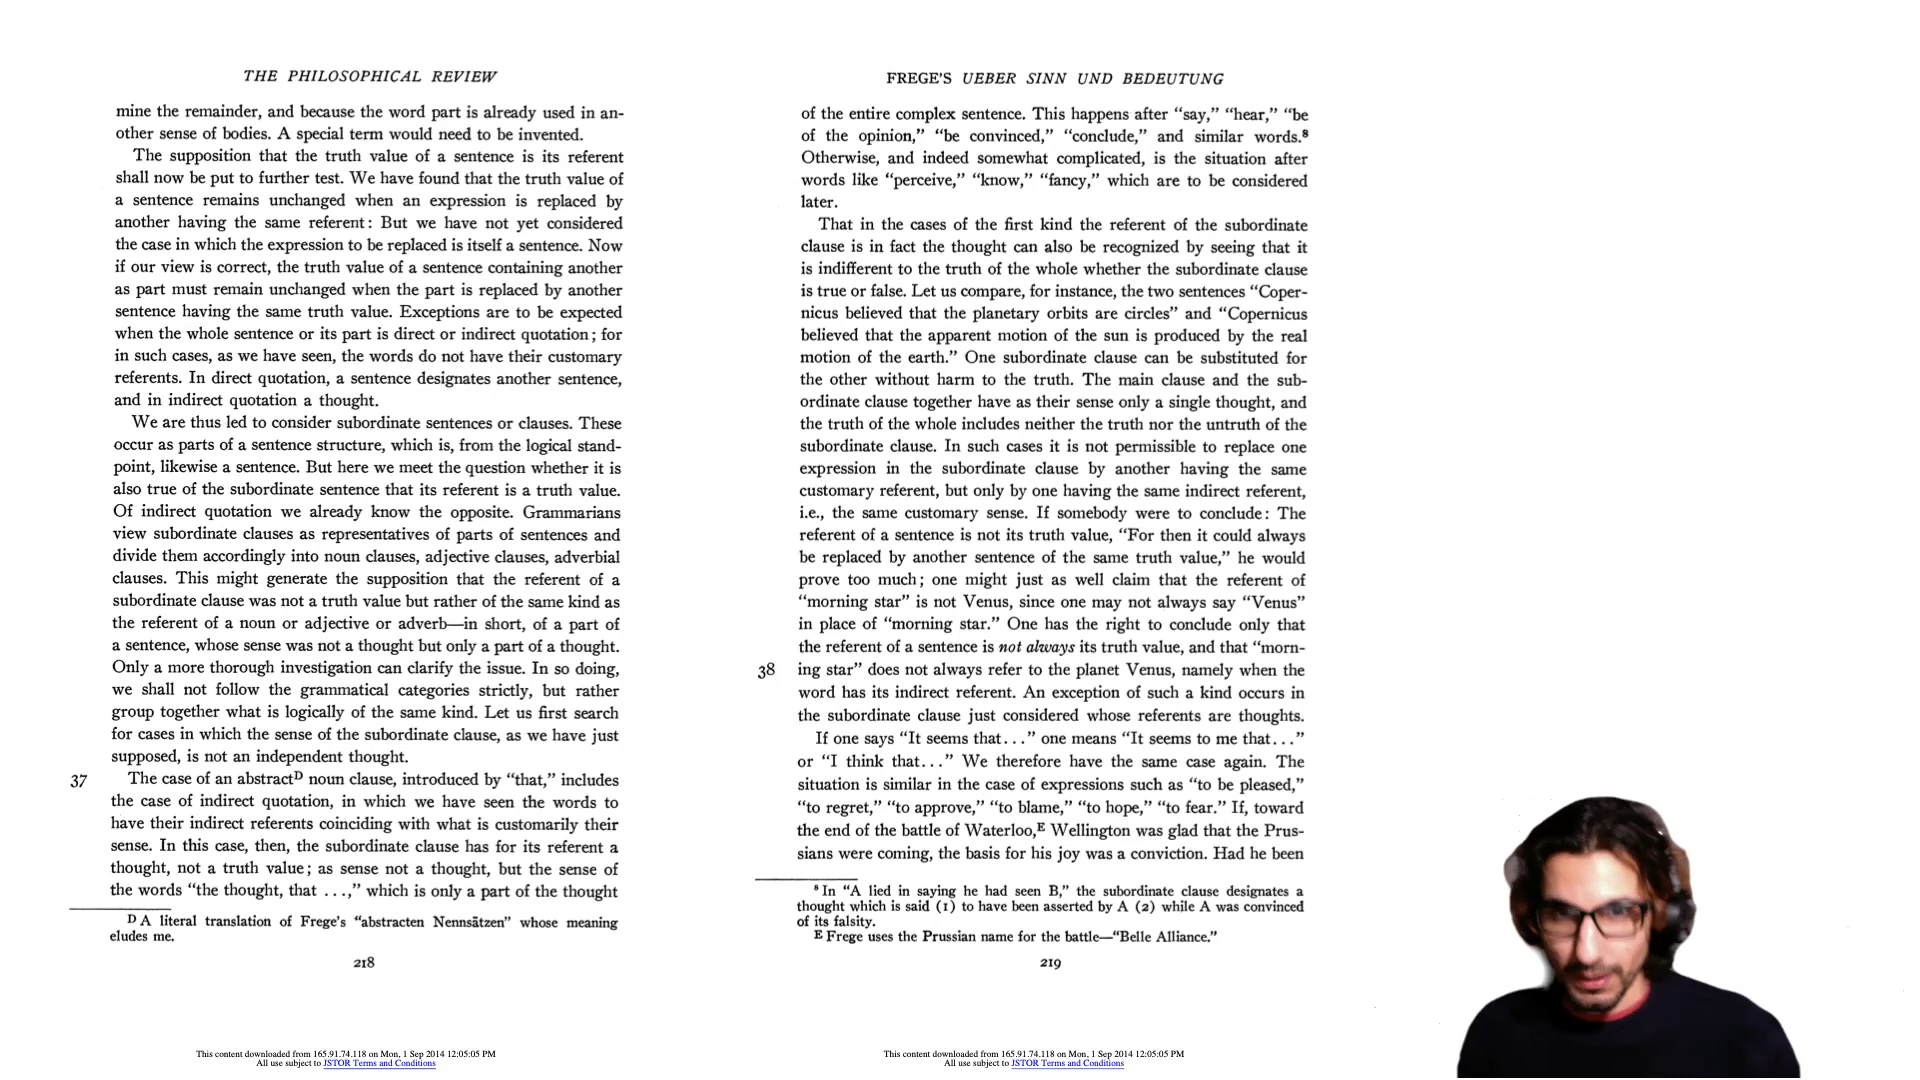 THE PHILOSOPHICAL REVIEW
mine the remainder, and because the word part is already used in an-
other sense of bodies. A special term would need to be invented.
The supposition that the truth value of a sentence is its referent
shall now be put to further test. We have found that the truth value of
a sentence remains unchanged when an expression is replaced by
another having the same referent: But we have not yet considered
the case in which the expression to be replaced is itself a sentence. Now
if our view is correct, the truth value of a sentence containing another
as part must remain unchanged when the part is replaced by another
sentence having the same truth value. Exceptions are to be expected
when the whole sentence or its part is direct or indirect quotation; for
in such cases, as we have seen, the words do not have their customary
referents. In direct quotation, a sentence designates another sentence,
and in indirect quotation a thought.
We are thus led to consider subordinate sentences or clauses. These
occur as parts of a sentence structure, which is, from the logical stand-
point, likewise a sentence. But here we meet the question whether it is
also true of the subordinate sentence that its referent is a truth value.
Of indirect quotation we already know the opposite. Grammarians
view subordinate clauses as representatives of parts of sentences and
divide them accordingly into noun clauses, adjective clauses, adverbial
clauses. This might generate the supposition that the referent of a
subordinate clause was not a truth value but rather of the same kind as
the referent of a noun or adjective or adverb—in short, of a part of
a sentence, whose sense was not a thought but only a part of a thought.
Only a more thorough investigation can clarify the issue. In so doing,
we shall not follow the grammatical categories strictly, but rather
group together what is logically of the same kind. Let us first search
for cases in which the sense of the subordinate clause, as we have just
supposed, is not an independent thought.
37 The case of an abstractᴰ noun clause, introduced by “that,” includes
the case of indirect quotation, in which we have seen the words to
have their indirect referents coinciding with what is customarily their
sense. In this case, then, the subordinate clause has for its referent a
thought, not a truth value; as sense not a thought, but the sense of
the words “the thought, that ...,” which is only a part of the thought
ᴰ A literal translation of Frege’s “abstracten Nennsätzen” whose meaning
eludes me.
218
This content downloaded from 165.91.74.118 on Mon, 1 Sep 2014 12:05:05 PM
All use subject to JSTOR Terms and Conditions
FREGE’S UEBER SINN UND BEDEUTUNG
of the entire complex sentence. This happens after “say,” “hear,” “be
of the opinion,” “be convinced,” “conclude,” and similar words.⁸
Otherwise, and indeed somewhat complicated, is the situation after
words like “perceive,” “know,” “fancy,” which are to be considered
later.
That in the cases of the first kind the referent of the subordinate
clause is in fact the thought can also be recognized by seeing that it
is indifferent to the truth of the whole whether the subordinate clause
is true or false. Let us compare, for instance, the two sentences “Coper-
nicus believed that the planetary orbits are circles” and “Copernicus
believed that the apparent motion of the sun is produced by the real
motion of the earth.” One subordinate clause can be substituted for
the other without harm to the truth. The main clause and the sub-
ordinate clause together have as their sense only a single thought, and
the truth of the whole includes neither the truth nor the untruth of the
subordinate clause. In such cases it is not permissible to replace one
expression in the subordinate clause by another having the same
customary referent, but only by one having the same indirect referent,
i.e., the same customary sense. If somebody were to conclude: The
referent of a sentence is not its truth value, “For then it could always
be replaced by another sentence of the same truth value,” he would
prove too much; one might just as well claim that the referent of
“morning star” is not Venus, since one may not always say “Venus”
in place of “morning star.” One has the right to conclude only that
the referent of a sentence is not always its truth value, and that “morn-
38 ing star” does not always refer to the planet Venus, namely when the
word has its indirect referent. An exception of such a kind occurs in
the subordinate clause just considered whose referents are thoughts.
If one says “It seems that...” one means “It seems to me that...”
or “I think that...” We therefore have the same case again. The
situation is similar in the case of expressions such as “to be pleased,”
“to regret,” “to approve,” “to blame,” “to hope,” “to fear.” If, toward
the end of the battle of Waterloo,ᴱ Wellington was glad that the Prus-
sians were coming, the basis for his joy was a conviction. Had he been
⁸ In “A lied in saying he had seen B,” the subordinate clause designates a
thought which is said (1) to have been asserted by A (2) while A was convinced
of its falsity.
ᴱ Frege uses the Prussian name for the battle—“Belle Alliance.”
219
This content downloaded from 165.91.74.118 on Mon, 1 Sep 2014 12:05:05 PM
All use subject to JSTOR Terms and Conditions